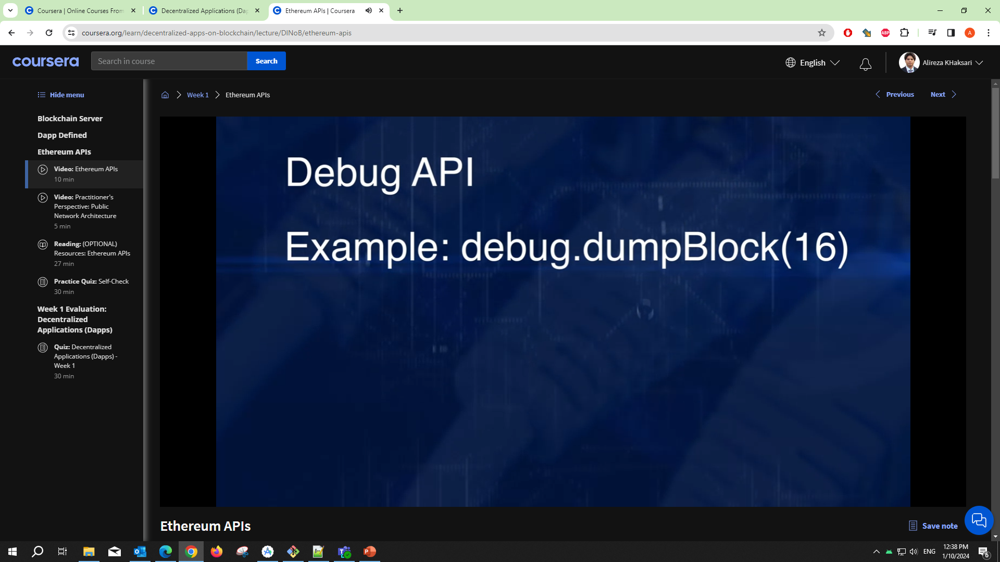 Coursera | Online Courses From
Decentralized Applications (Dap
Ethereum APIs | Coursera
coursera.org/learn/decentralized-apps-on-blockchain/lecture/DINoB/ethereum-apis
ABP
A
coursera
Search in course
Search
English
Alireza KHaksari
Hide menu
Week 1
Ethereum APIs
Previous
Next
Blockchain Server
Dapp Defined
Ethereum APIs
Video: Ethereum APIs
10 min
Video: Practitioner's
Perspective: Public
Network Architecture
5 min
Reading: (OPTIONAL)
Resources: Ethereum APIs
27 min
Practice Quiz: Self-Check
30 min
Week 1 Evaluation:
Decentralized
Applications (Dapps)
Quiz: Decentralized
Applications (Dapps) -
Week 1
30 min
Debug API
Example: debug.dumpBlock(16)
Ethereum APIs
Save note
ENG
12:38 PM
1/10/2024
6